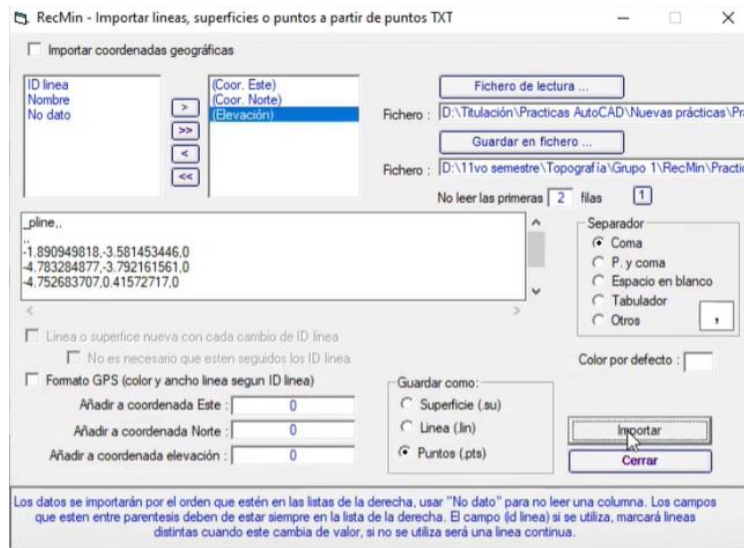 RecMin - Importar lineas, superficies o puntos a partir de puntos TXT
Importar coordenadas geográficas
ID linea
Nombre
No dato
>
>>
<
<<
(Coor. Este)
(Coor. Norte)
(Elevación)
Fichero de lectura ...
Fichero : D:\Titulación\Practicas AutoCAD\Nuevas prácticas\Pr
Guardar en fichero ...
Fichero : D:\11vo semestre\Topografía\Grupo 1\RecMin\Practic
No leer las primeras 2 filas 1
_pline,,
,,
-1.890949818,-3.581453446,0
-4.783284877,-3.792161561,0
-4.752683707,0.41572717,0
Separador
Coma
P. y coma
Espacio en blanco
Tabulador
Otros ,
Linea o superfice nueva con cada cambio de ID linea
No es necesario que esten seguidos los ID linea.
Color por defecto :
Formato GPS (color y ancho linea segun ID linea)
Añadir a coordenada Este : 0
Añadir a coordenada Norte : 0
Añadir a coordenada elevación : 0
Guardar como:
Superficie (.su)
Linea (.lin)
Puntos (.pts)
Importar
Cerrar
Los datos se importarán por el orden que estén en las listas de la derecha, usar "No dato" para no leer una columna. Los campos
que esten entre parentesis deben de estar siempre en la lista de la derecha. El campo (id linea) si se utiliza, marcará lineas
distintas cuando este cambia de valor, si no se utiliza será una linea continua.